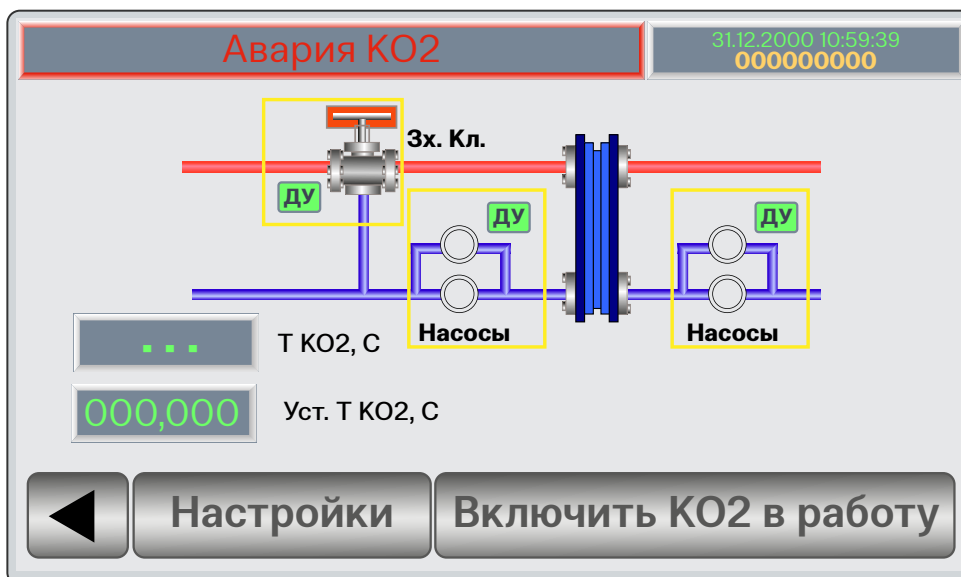 Авария КО2
31.12.2000 10:59:39
000000000
3х. Кл.
ДУ
ДУ
ДУ
Насосы
Насосы
...
Т КО2, С
000,000
Уст. Т КО2, С
Настройки
Включить КО2 в работу